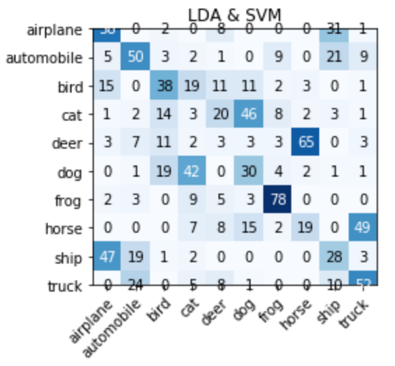 LDA & SVM
airplane 58 0 2 0 8 0 0 0 31 1
automobile 5 50 3 2 1 0 9 0 21 9
bird 15 0 38 19 11 11 2 3 0 1
cat 1 2 14 3 20 46 8 2 3 1
deer 3 7 11 2 3 3 3 65 0 3
dog 0 1 19 42 0 30 4 2 1 1
frog 2 3 0 9 5 3 78 0 0 0
horse 0 0 0 7 8 15 2 19 0 49
ship 47 19 1 2 0 0 0 0 28 3
truck 0 24 0 5 8 1 0 0 10 52
airplane automobile bird cat deer dog frog horse ship truck